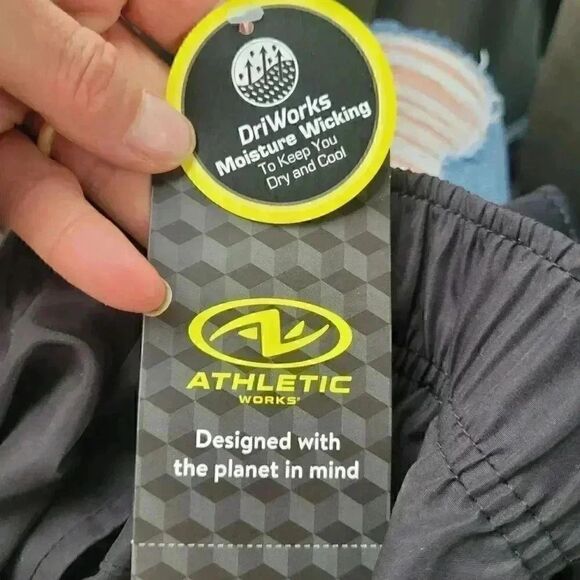 DriWorks
Moisture Wicking
To Keep You
Dry and Cool
ATHLETIC
WORKS®
Designed with
the planet in mind